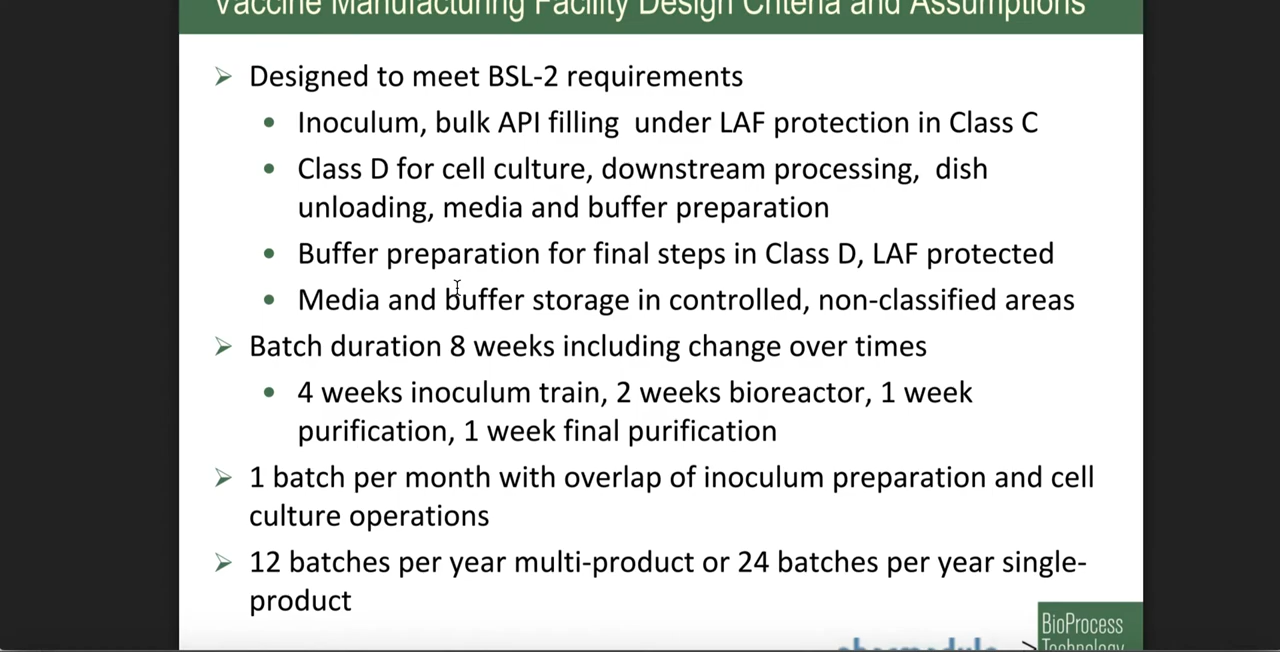 Vaccine Manufacturing Facility Design Criteria and Assumptions
Designed to meet BSL-2 requirements
Inoculum, bulk API filling  under LAF protection in Class C
Class D for cell culture, downstream processing,  dish
unloading, media and buffer preparation
Buffer preparation for final steps in Class D, LAF protected
Media and buffer storage in controlled, non-classified areas
Batch duration 8 weeks including change over times
4 weeks inoculum train, 2 weeks bioreactor, 1 week
purification, 1 week final purification
1 batch per month with overlap of inoculum preparation and cell
culture operations
12 batches per year multi-product or 24 batches per year single-
product
BioProcess
Technology